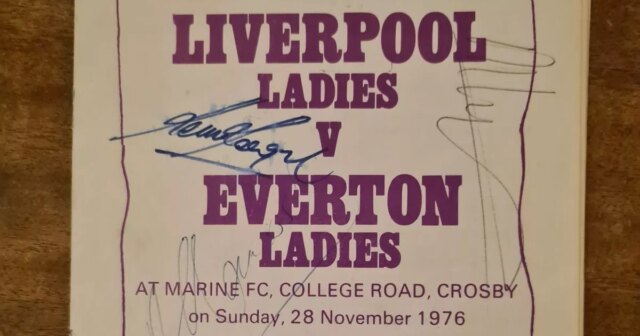 LIVERPOOL
LADIES
V
EVERTON
LADIES
AT MARINE FC, COLLEGE ROAD, CROSBY
on Sunday, 28 November 1976